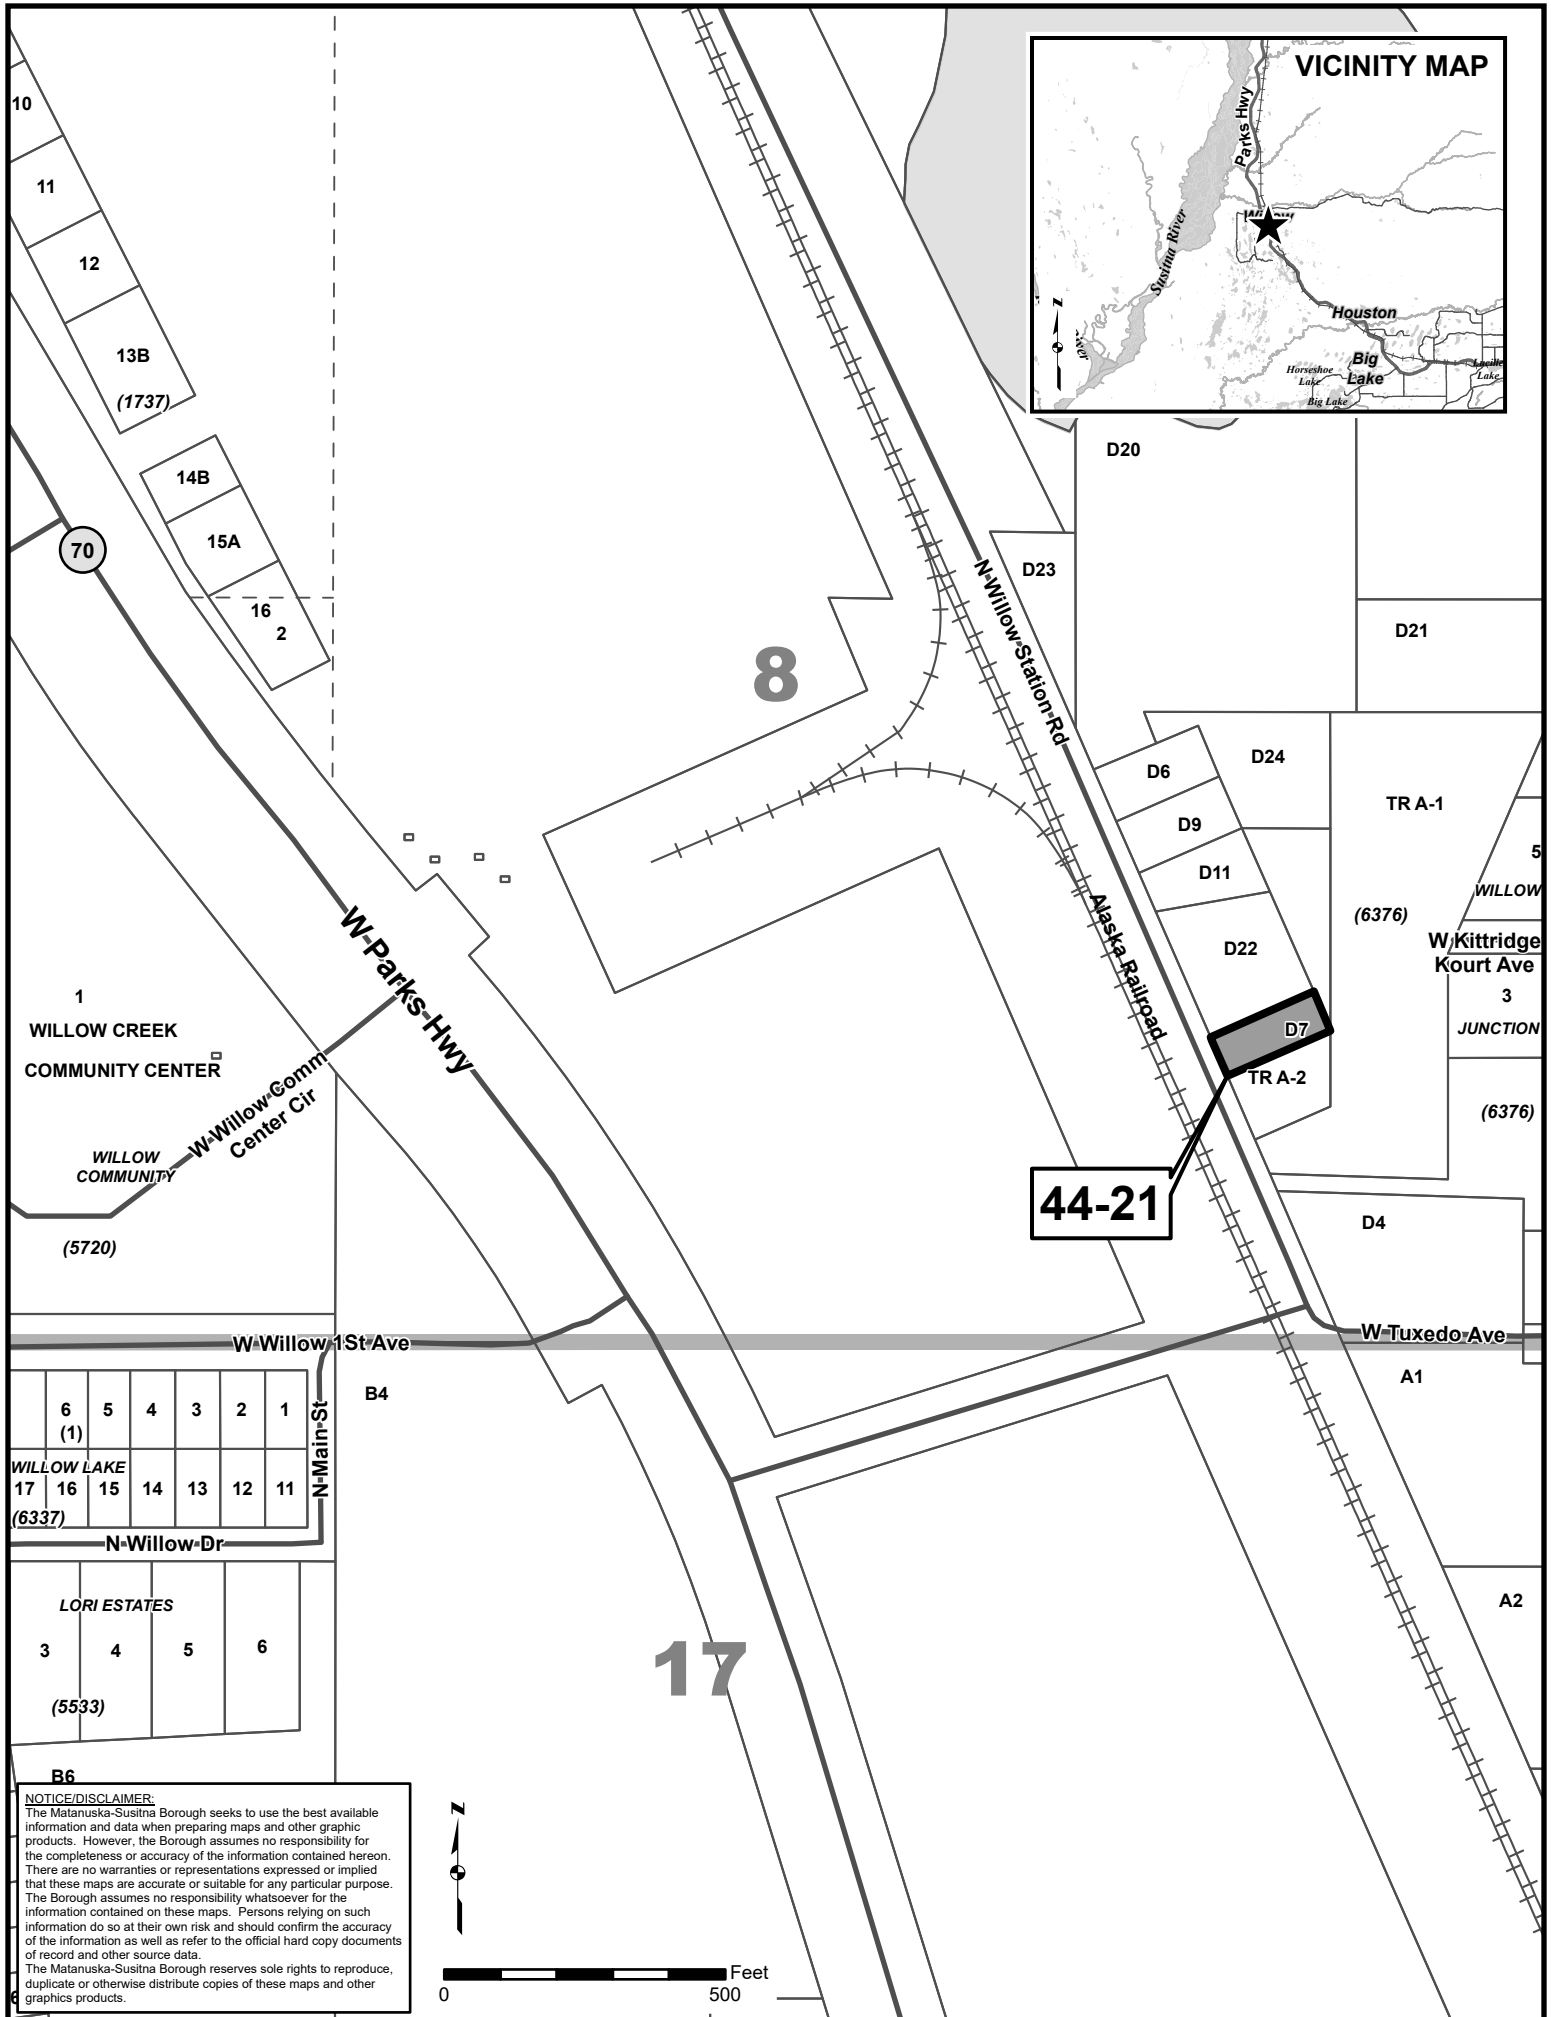 VICINITY MAP
Parks Hwy
Susitna River
Houston
Big
Lake
Horseshoe
Lake
Big Lake
Lake
10
11
12
13B
(1737)
14B
15A
16
2
70
8
N Willow Station Rd
D20
D23
D21
D6
D24
D9
D11
D22
D7
TR A-1
TR A-2
(6376)
5
WILLOW
W Kittridge
Kourt Ave
3
JUNCTION
(6376)
Alaska Railroad
44-21
D4
W Parks Hwy
1
WILLOW CREEK
COMMUNITY CENTER
W Willow Comm
Center Cir
WILLOW
COMMUNITY
(5720)
W Willow 1St Ave
W Tuxedo Ave
A1
A2
B4
N Main St
6
5
4
3
2
1
(1)
WILLOW LAKE
17
16
15
14
13
12
11
(6337)
N Willow Dr
LORI ESTATES
3
4
5
6
(5533)
B6
17
NOTICE/DISCLAIMER:
The Matanuska-Susitna Borough seeks to use the best available
information and data when preparing maps and other graphic
products. However, the Borough assumes no responsibility for
the completeness or accuracy of the information contained hereon.
There are no warranties or representations expressed or implied
that these maps are accurate or suitable for any particular purpose.
The Borough assumes no responsibility whatsoever for the
information contained on these maps. Persons relying on such
information do so at their own risk and should confirm the accuracy
of the information as well as refer to the official hard copy documents
of record and other source data.
The Matanuska-Susitna Borough reserves sole rights to reproduce,
duplicate or otherwise distribute copies of these maps and other
graphics products.
Z
Feet
0
500